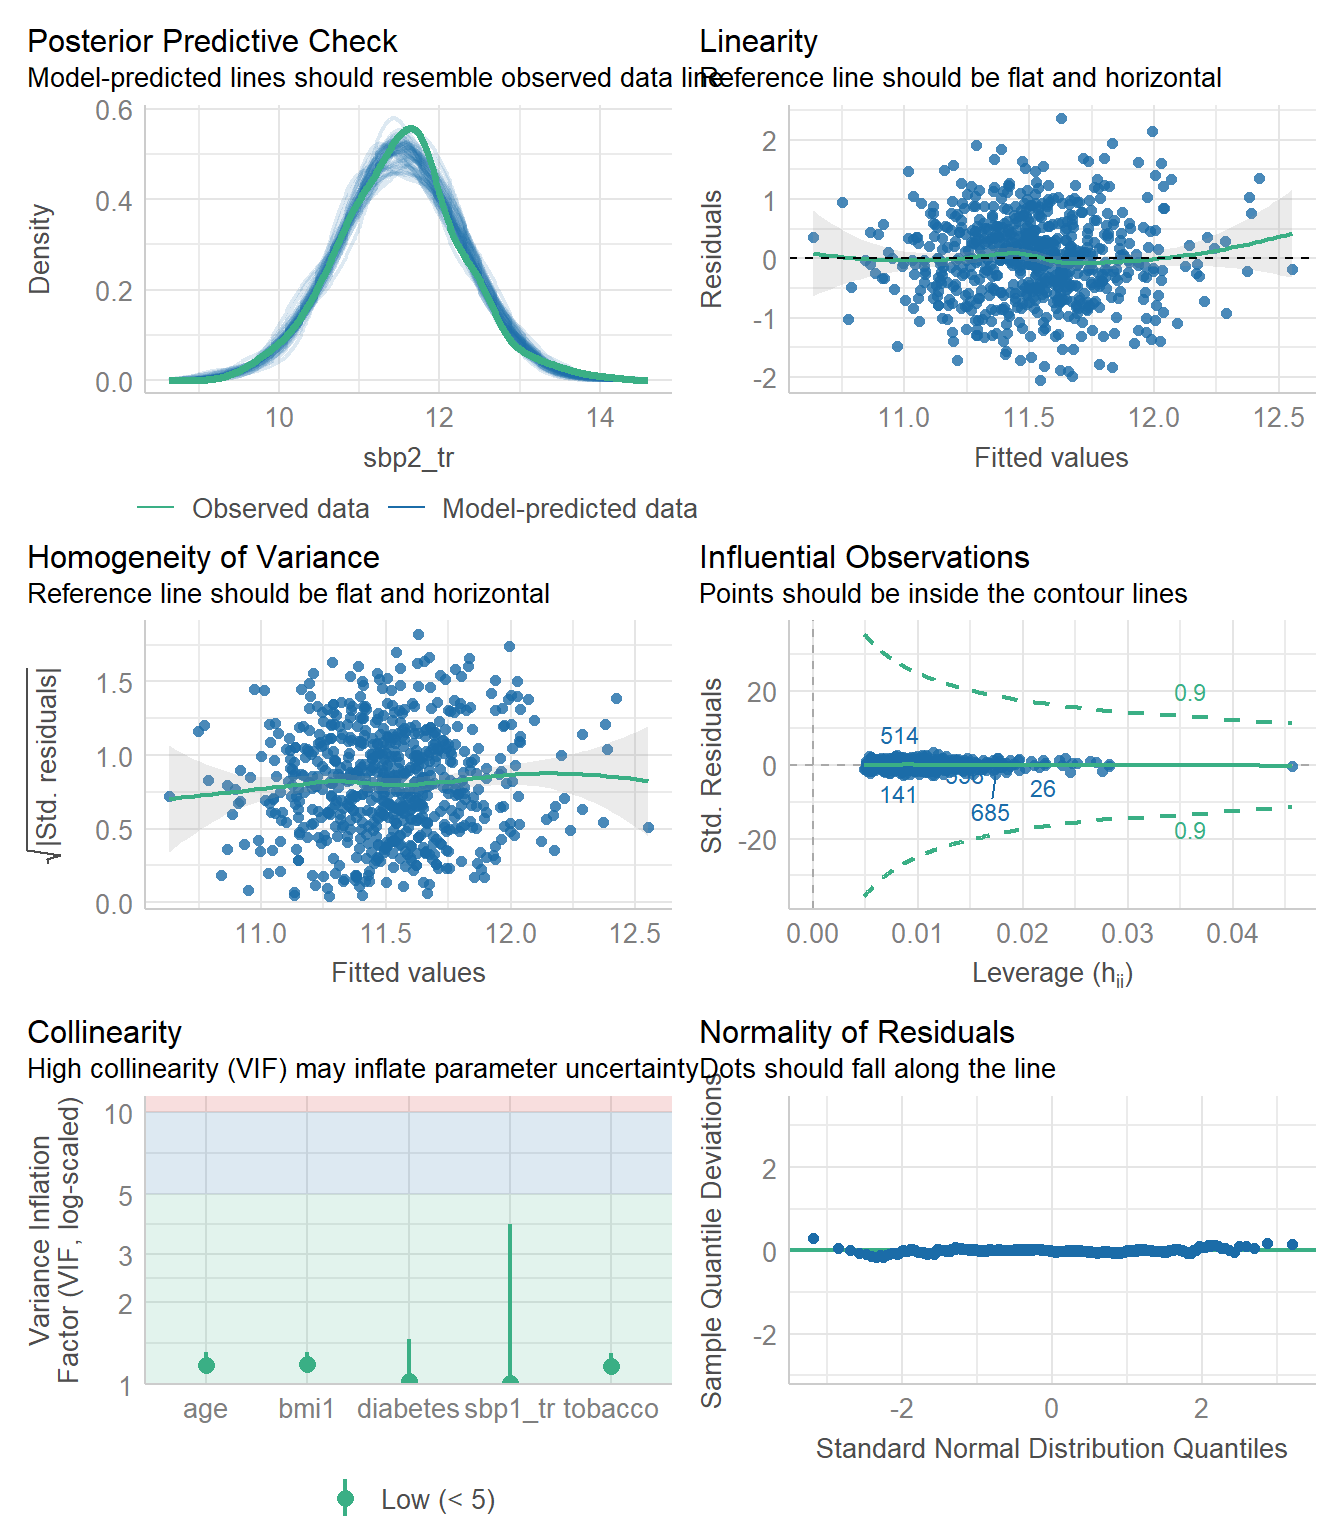 Posterior Predictive Check
Model-predicted lines should resemble observed data line
0.6
0.4
0.2
0.0
Density
10
12
14
sbp2_tr
Observed data
Model-predicted data
Linearity
Reference line should be flat and horizontal
2
1
0
-1
-2
Residuals
11.0
11.5
12.0
12.5
Fitted values
Homogeneity of Variance
Reference line should be flat and horizontal
1.5
1.0
0.5
0.0
√|Std. residuals|
11.0
11.5
12.0
12.5
Fitted values
Influential Observations
Points should be inside the contour lines
20
0
-20
Std. Residuals
0.9
514
141
685
26
0.9
0.00
0.01
0.02
0.03
0.04
Leverage (hii)
Collinearity
High collinearity (VIF) may inflate parameter uncertainty
10
5
3
2
1
Variance Inflation
Factor (VIF, log-scaled)
age
bmi1
diabetes
sbp1_tr
tobacco
Low (< 5)
Normality of Residuals
Dots should fall along the line
2
0
-2
Sample Quantile Deviations
-2
0
2
Standard Normal Distribution Quantiles